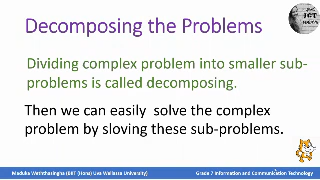 Decomposing the Problems
ICT
Dividing complex problem into smaller sub-
problems is called decomposing.
Then we can easily solve the complex
problem by sloving these sub-problems.
Grade 7 Information and Communication Technology